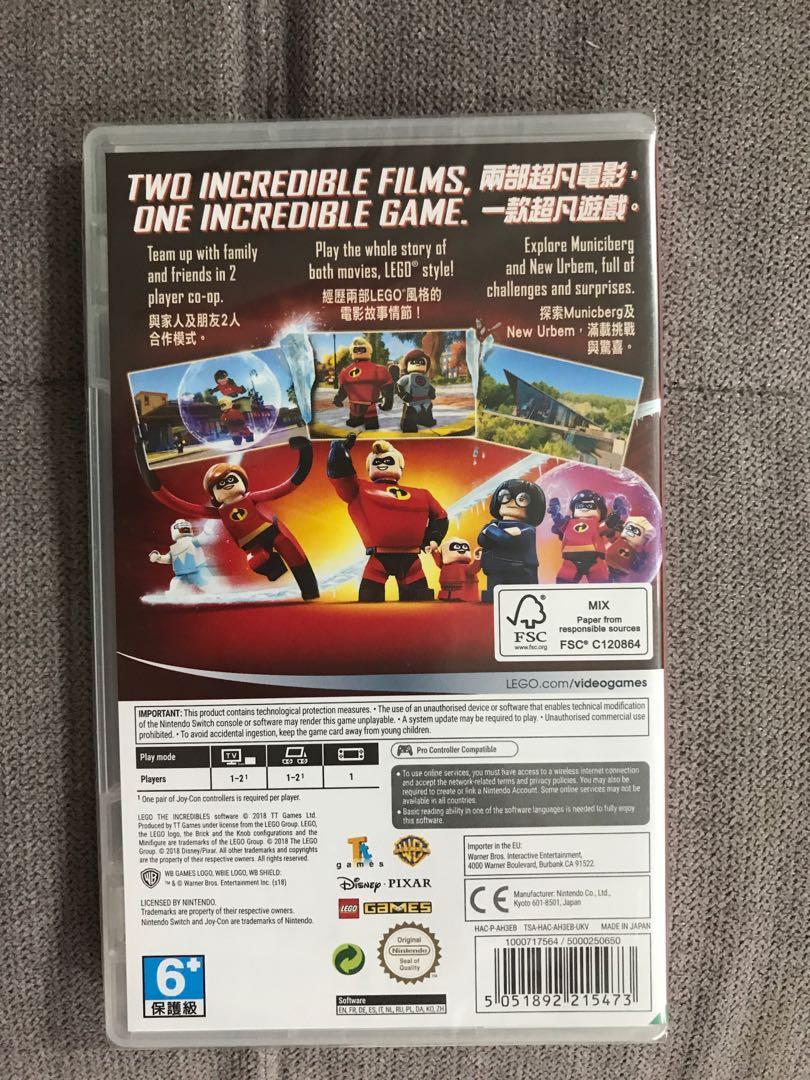 TWO INCREDIBLE FILMS,
ONE INCREDIBLE GAME.
兩部超凡電影，
一款超凡遊戲。
Team up with family
and friends in 2
player co-op.
與家人及朋友2人
合作模式。
Play the whole story of
both movies, LEGO® style!
經歷兩部LEGO®風格的
電影故事情節！
Explore Municiberg
and New Urbem, full of
challenges and surprises.
探索Municberg及
New Urbem，滿載挑戰
與驚喜。
FSC
www.fsc.org
MIX
Paper from
responsible sources
FSC® C120864
LEGO.com/videogames
IMPORTANT: This product contains technological protection measures. • The use of an unauthorised device or software that enables technical modification
of the Nintendo Switch console or software may render this game unplayable. • A system update may be required to play. • Unauthorised commercial use
prohibited. • To avoid accidental ingestion, keep the game card away from young children.
Play mode
TV
Players 1-2¹ 1-2¹ 1
¹ One pair of Joy-Con controllers is required per player.
Pro Controller Compatible
• To use online services, you must have access to a wireless internet connection
and accept the network-related terms and privacy policies. You may also be
required to create or link a Nintendo Account. Some online services may not be
available in all countries.
• Basic reading ability in one of the software languages is needed to fully enjoy
this software.
LEGO THE INCREDIBLES software © 2018 TT Games Ltd.
Produced by TT Games under license from the LEGO Group. LEGO,
the LEGO logo, the Brick and the Knob configurations and the
Minifigure are trademarks of the LEGO Group. © 2018 The LEGO
Group. © 2018 Disney/Pixar. All other trademarks and copyrights
are the property of their respective owners. All rights reserved.
WB GAMES LOGO, WBIE LOGO, WB SHIELD:
™ & © Warner Bros. Entertainment Inc. (s18)
LICENSED BY NINTENDO.
Trademarks are property of their respective owners.
Nintendo Switch and Joy-Con are trademarks of Nintendo.
Tt
games
Disney · PIXAR
LEGO GAMES
Importer in the EU:
Warner Bros. Interactive Entertainment,
4000 Warner Boulevard, Burbank CA 91522.
CE
Manufacturer: Nintendo Co., Ltd.,
Kyoto 601-8501, Japan
HAC-P-AH3EB TSA-HAC-AH3EB-UKV MADE IN JAPAN
1000717564 / 5000250650
5 051892 215473
6+
保護級
Original
Nintendo
Seal of
Quality
™
Software
EN, FR, DE, ES, IT, NL, RU, PL, DA, KO, ZH